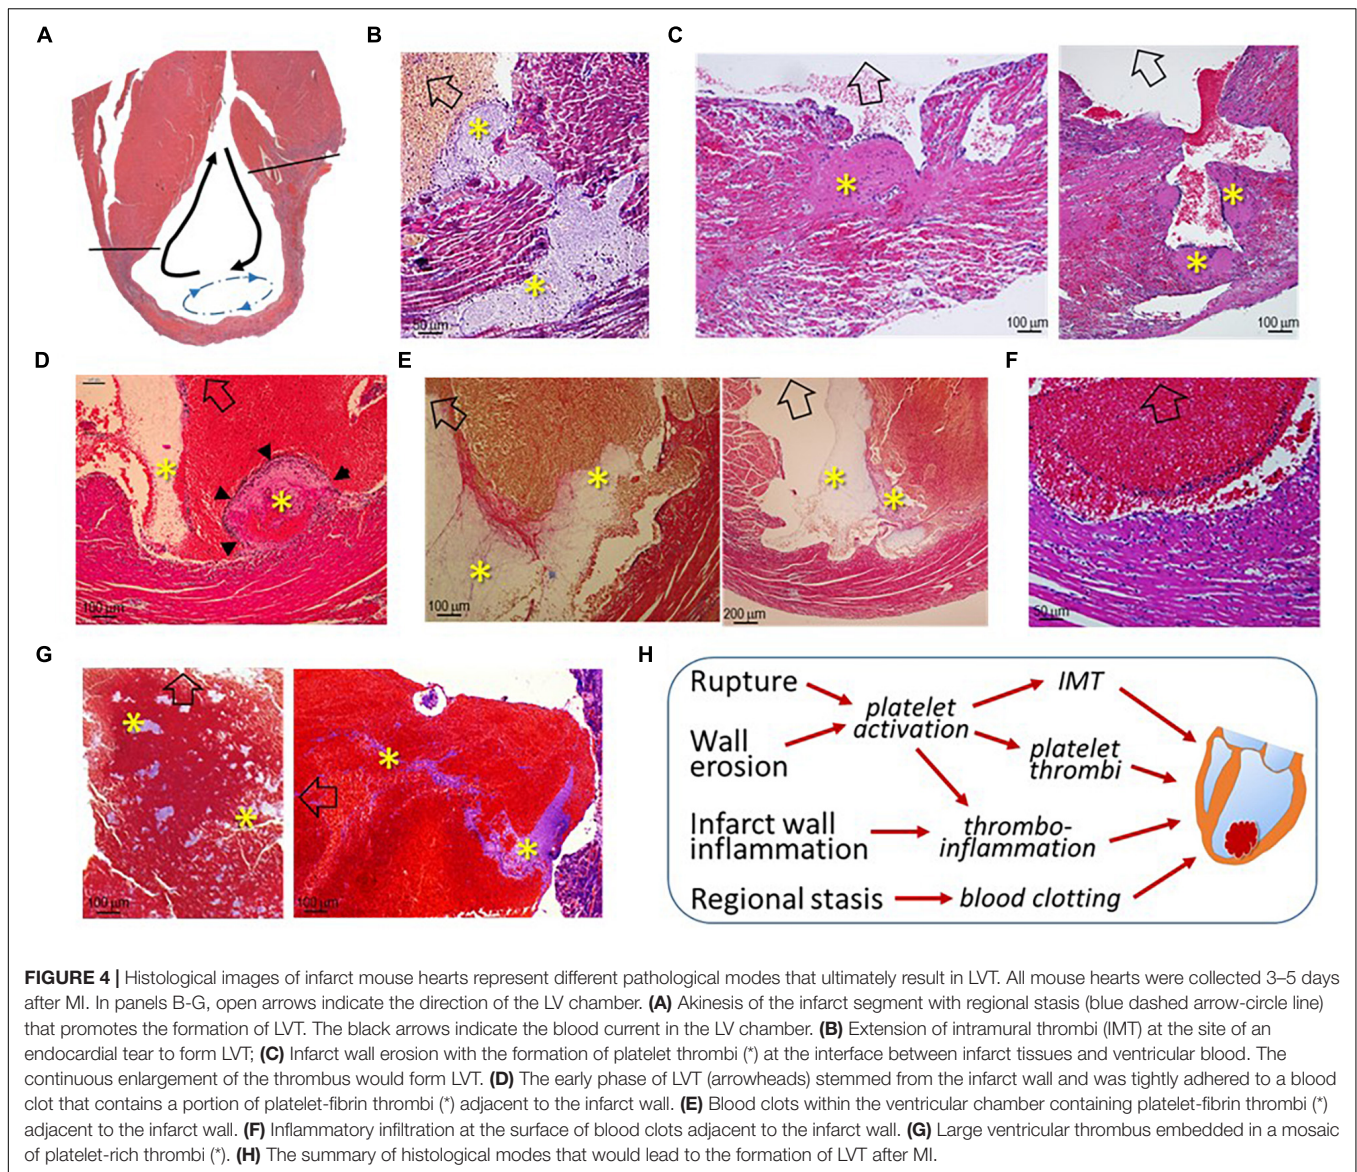 A
B
C
50 µm
100 µm
100 µm
D
E
F
100 µm
100 µm
200 µm
50 µm
G
H
100 µm
100 µm
Rupture
Wall
erosion
Infarct wall
inflammation
Regional stasis
platelet
activation
IMT
platelet
thrombi
thrombo-
inflammation
blood clotting
FIGURE 4 | Histological images of infarct mouse hearts represent different pathological modes that ultimately result in LVT. All mouse hearts were collected 3–5 days
after MI. In panels B-G, open arrows indicate the direction of the LV chamber. (A) Akinesis of the infarct segment with regional stasis (blue dashed arrow-circle line)
that promotes the formation of LVT. The black arrows indicate the blood current in the LV chamber. (B) Extension of intramural thrombi (IMT) at the site of an
endocardial tear to form LVT; (C) Infarct wall erosion with the formation of platelet thrombi (*) at the interface between infarct tissues and ventricular blood. The
continuous enlargement of the thrombus would form LVT. (D) The early phase of LVT (arrowheads) stemmed from the infarct wall and was tightly adhered to a blood
clot that contains a portion of platelet-fibrin thrombi (*) adjacent to the infarct wall. (E) Blood clots within the ventricular chamber containing platelet-fibrin thrombi (*)
adjacent to the infarct wall. (F) Inflammatory infiltration at the surface of blood clots adjacent to the infarct wall. (G) Large ventricular thrombus embedded in a mosaic
of platelet-rich thrombi (*). (H) The summary of histological modes that would lead to the formation of LVT after MI.